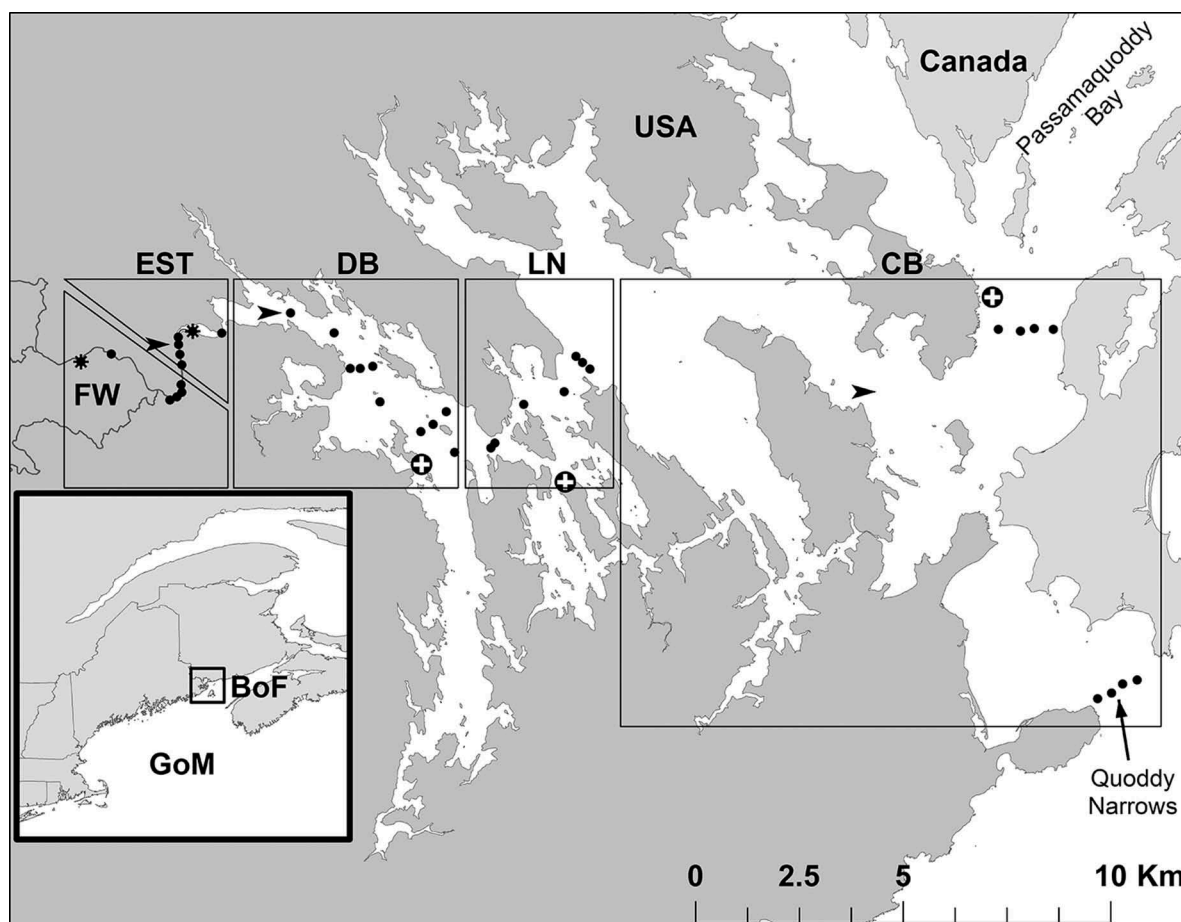 Canada
Passamaquoddy
Bay
USA
EST
DB
LN
CB
FW
BoF
GoM
Quoddy
Narrows
0 2.5 5 10 Km